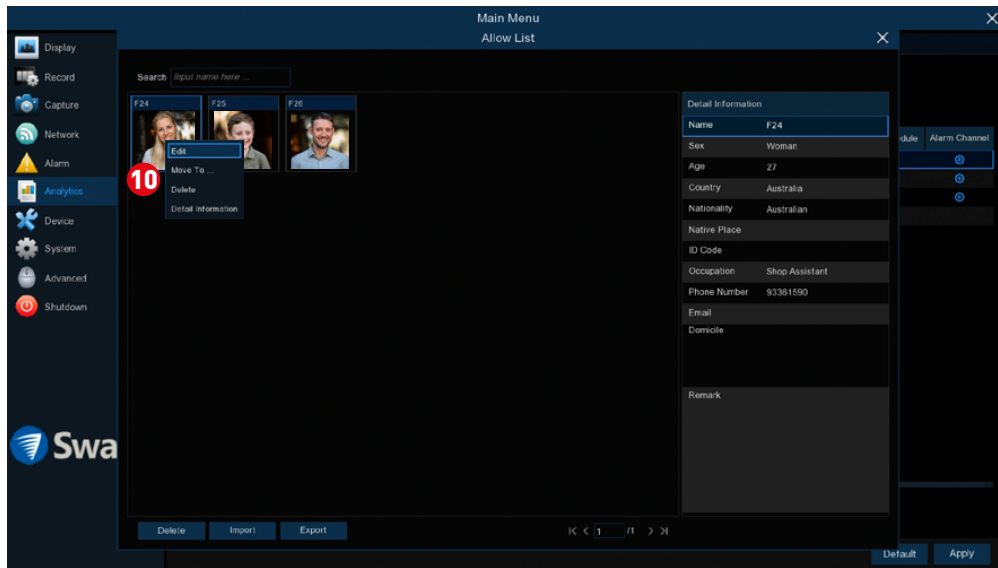 Main Menu
Allow List
Display
Record
Capture
Network
Alarm
Analytics
Device
System
Advanced
Shutdown
Swa
Search Input name here ...
F24 F25 F26
10
Edit
Move To ...
Delete
Detail Information
Detail Information
Name F24
Sex Woman
Age 27
Country Australia
Nationality Australian
Native Place
ID Code
Occupation Shop Assistant
Phone Number 93361590
Email
Domicile
Remark
dule Alarm Channel
Delete Import Export
1 /1
Default Apply